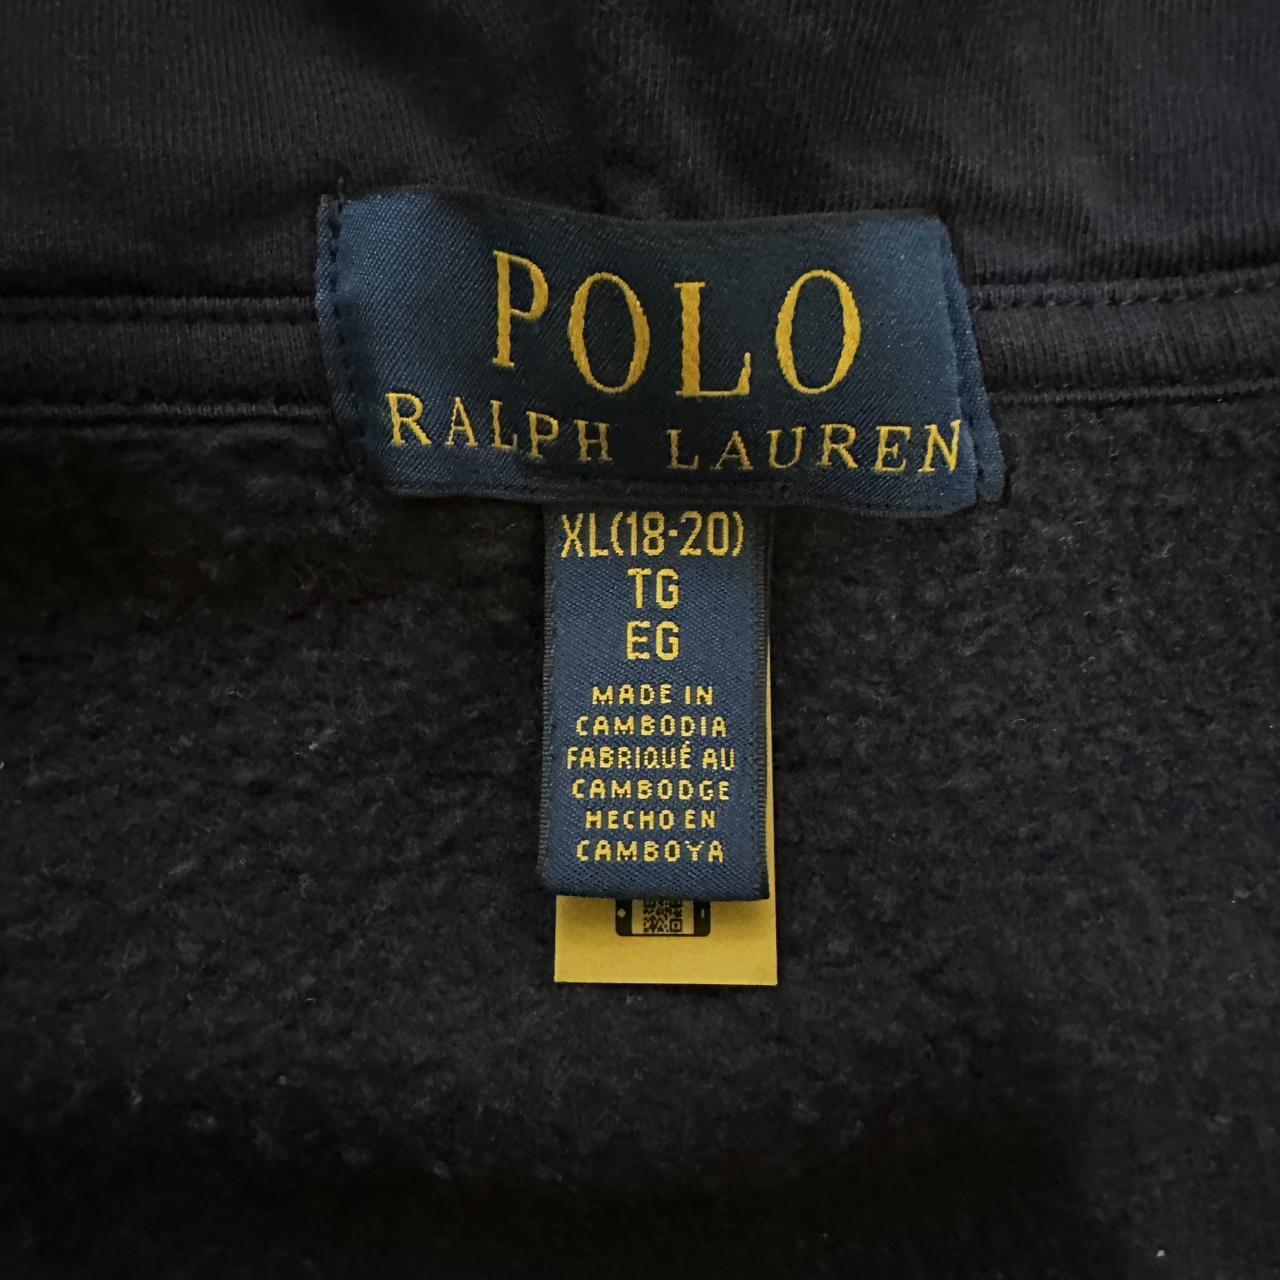 POLO
RALPH LAUREN
XL(18-20)
TG
EG
MADE IN
CAMBODIA
FABRIQUÉ AU
CAMBODGE
HECHO EN
CAMBOYA